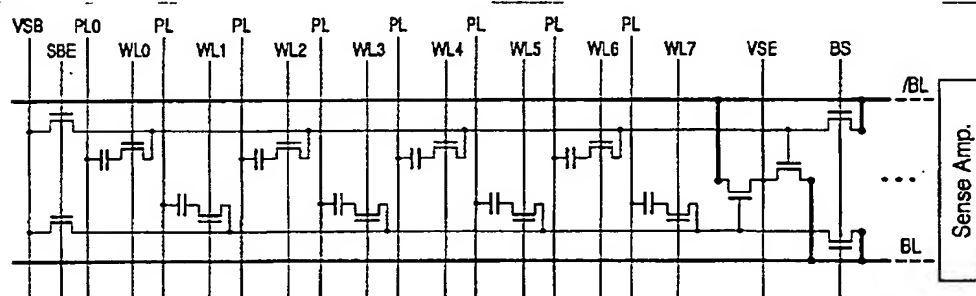 VSB PL0 PL PL PL PL PL PL PL
SBE WL0 WL1 WL2 WL3 WL4 WL5 WL6 WL7 VSE BS
/BL
Sense Amp.
BL